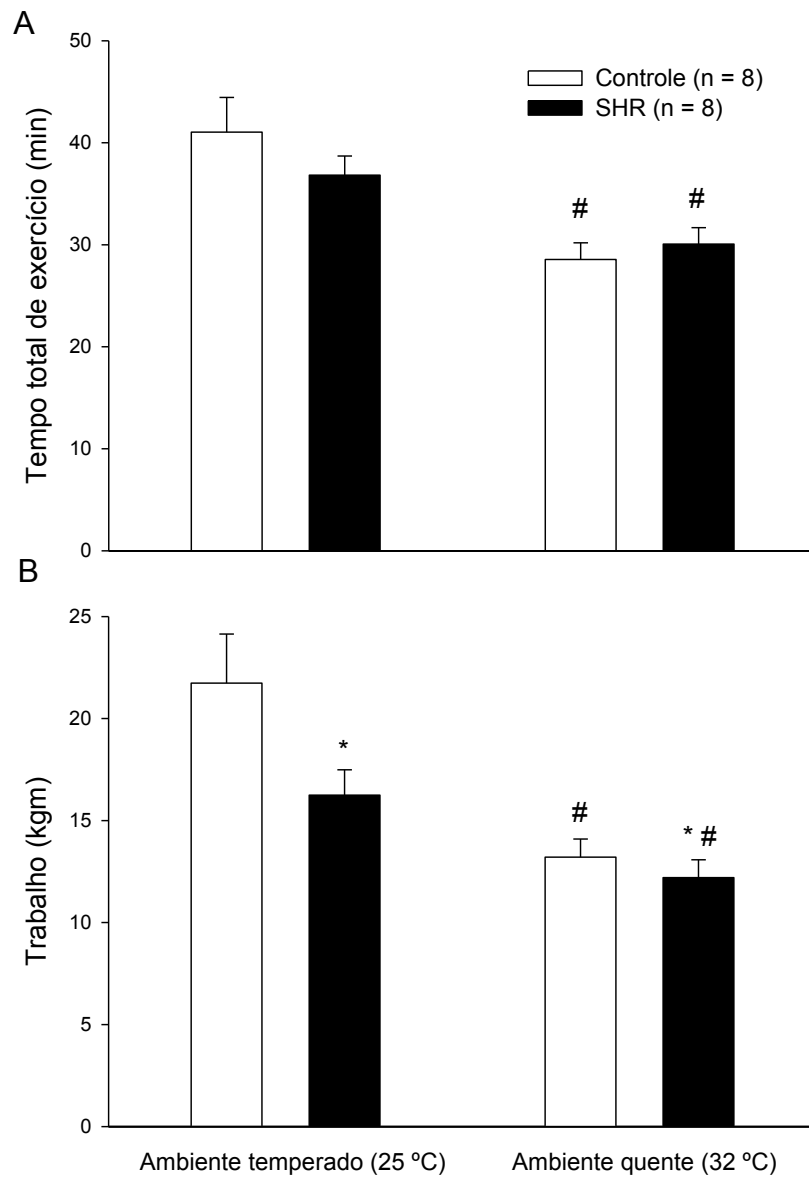 A
50
40
30
20
10
0
Tempo total de exercício (min)
Controle (n = 8)
SHR (n = 8)
#
#
B
25
20
15
10
5
0
Trabalho (kgm)
*
#
* #
Ambiente temperado (25 ºC)
Ambiente quente (32 ºC)